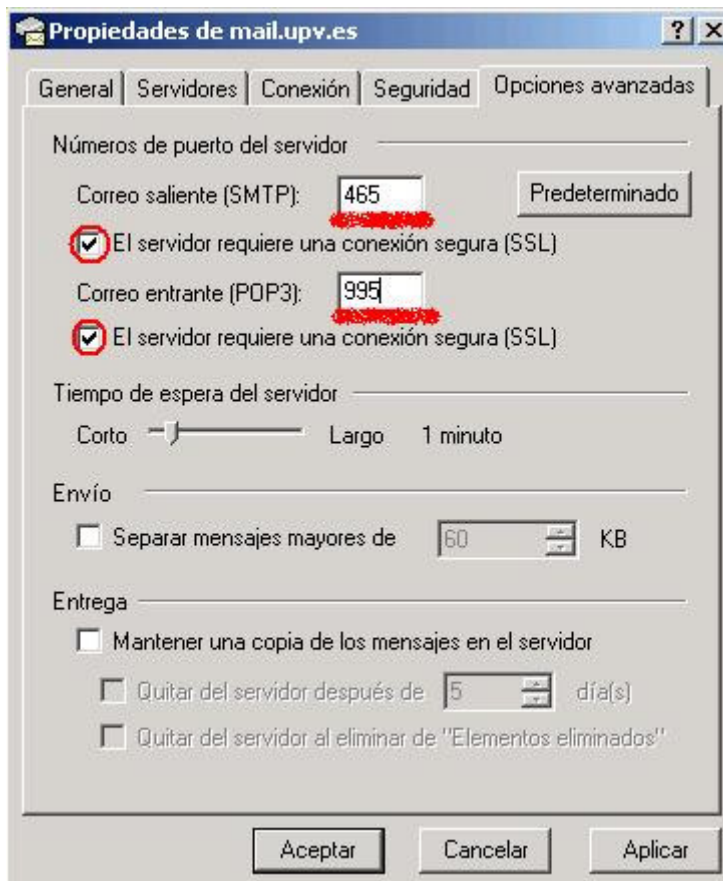 Propiedades de mail.upv.es
General Servidores Conexión Seguridad Opciones avanzadas
Números de puerto del servidor
Correo saliente (SMTP): 465 Predeterminado
El servidor requiere una conexión segura (SSL)
Correo entrante (POP3): 995
El servidor requiere una conexión segura (SSL)
Tiempo de espera del servidor
Corto Largo 1 minuto
Envío
Separar mensajes mayores de 60 KB
Entrega
Mantener una copia de los mensajes en el servidor
Quitar del servidor después de 5 día(s)
Quitar del servidor al eliminar de "Elementos eliminados"
Aceptar Cancelar Aplicar